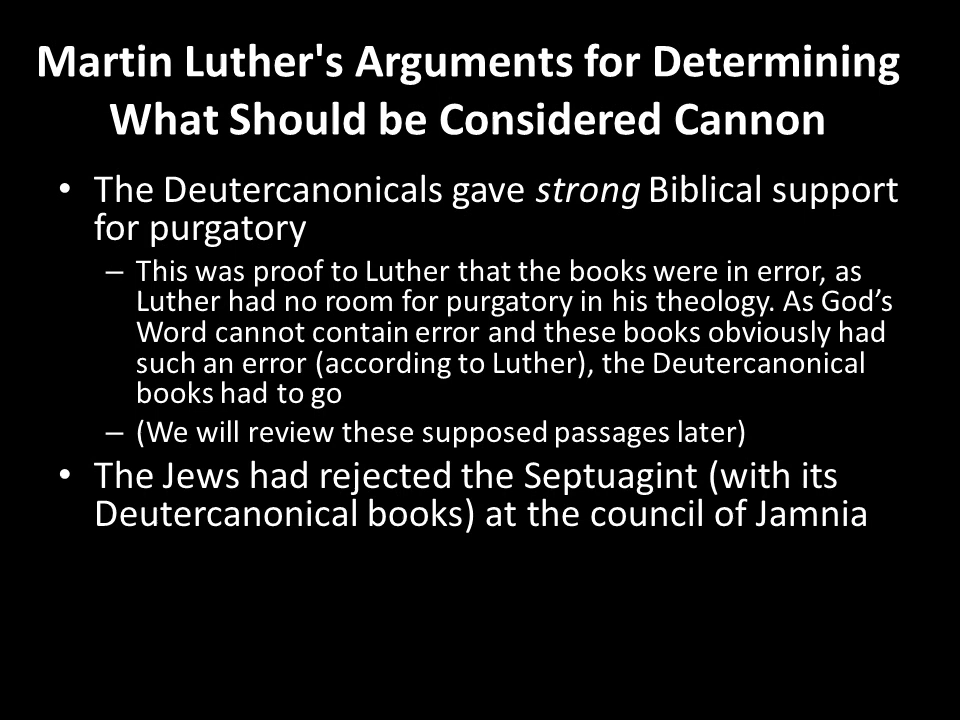 Martin Luther's Arguments for Determining
What Should be Considered Cannon
• The Deutercanonicals gave strong Biblical support
for purgatory
– This was proof to Luther that the books were in error, as
Luther had no room for purgatory in his theology. As God’s
Word cannot contain error and these books obviously had
such an error (according to Luther), the Deutercanonical
books had to go
– (We will review these supposed passages later)
• The Jews had rejected the Septuagint (with its
Deutercanonical books) at the council of Jamnia